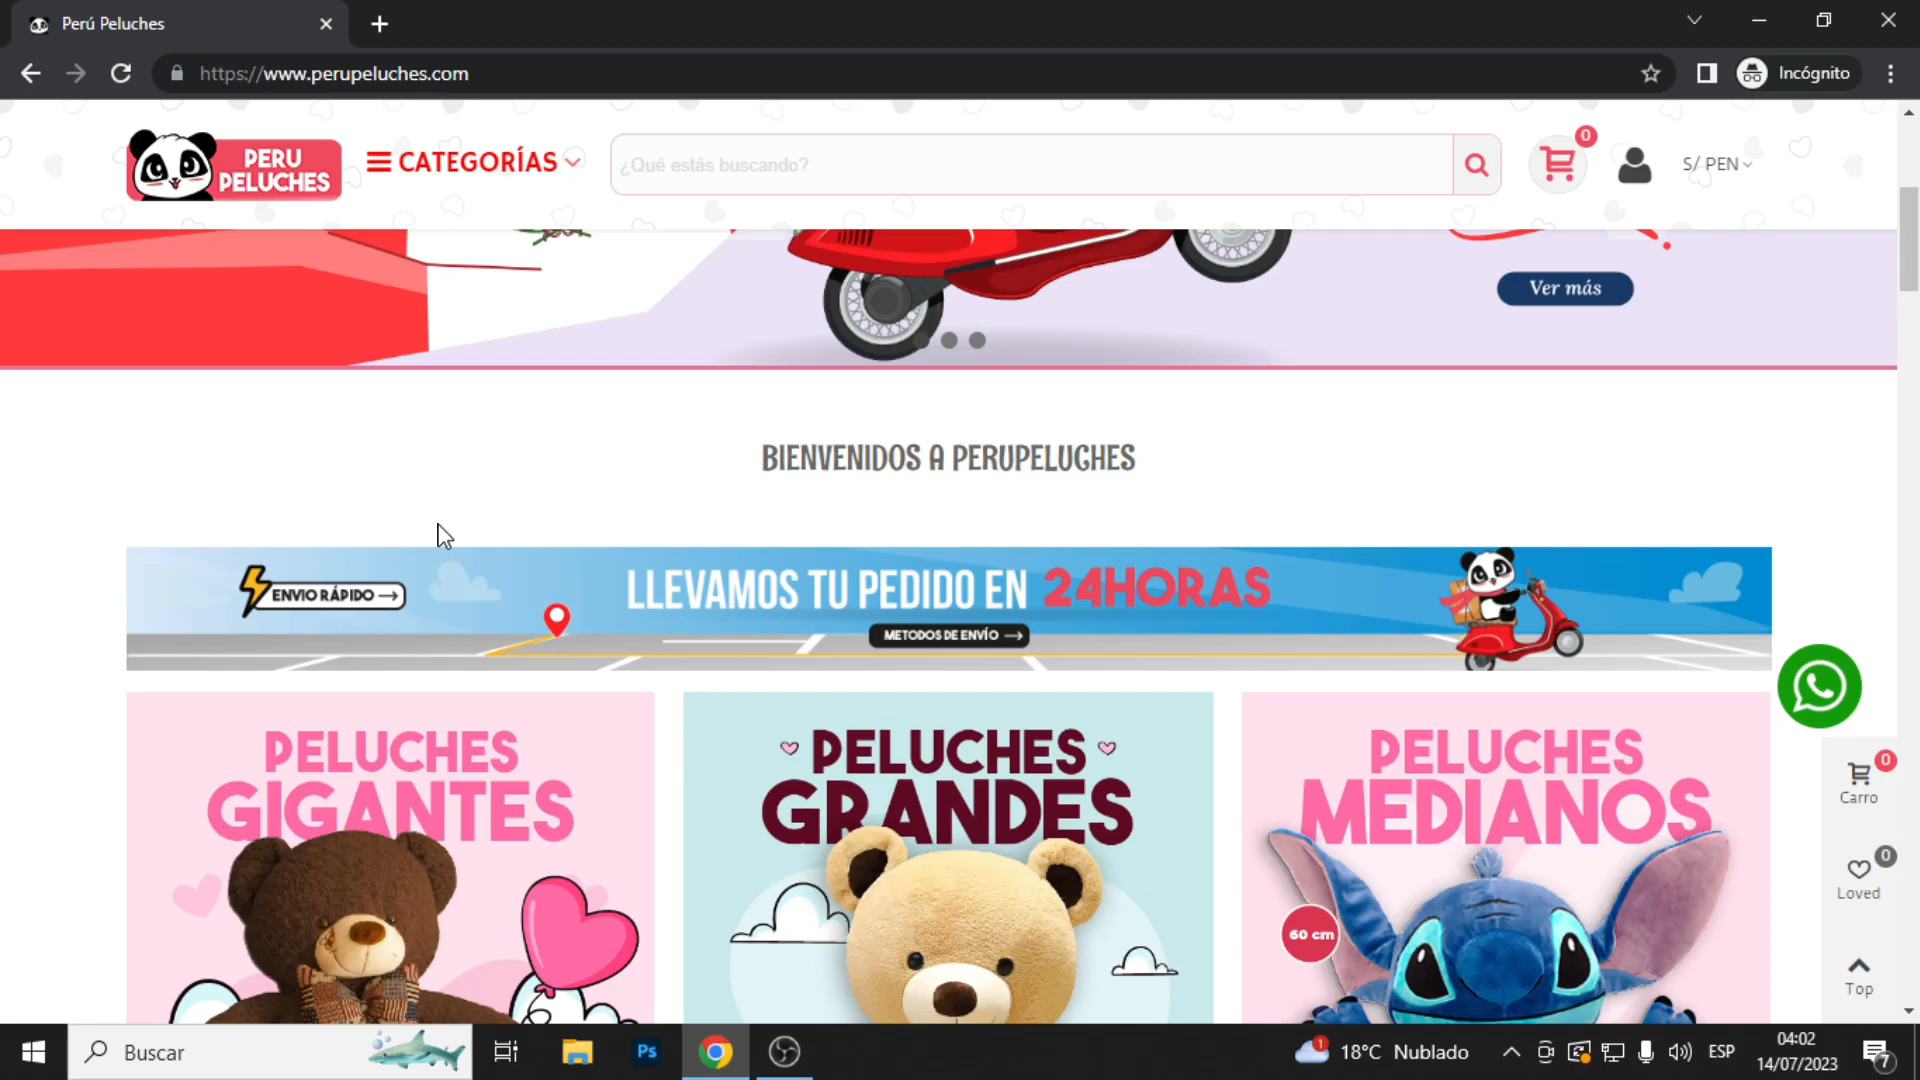 Perú Peluches
https://www.perupeluches.com
Incógnito
PERU
PELUCHES
CATEGORÍAS
¿Qué estás buscando?
0
S/ PEN
Ver más
BIENVENIDOS A PERUPELUCHES
ENVIO RÁPIDO
LLEVAMOS TU PEDIDO EN 24HORAS
METODOS DE ENVÍO
PELUCHES
GIGANTES
PELUCHES
GRANDES
PELUCHES
MEDIANOS
60 cm
0
Carro
0
Loved
Top
Buscar
Ps
1
18°C Nublado
ESP
04:02
14/07/2023
7